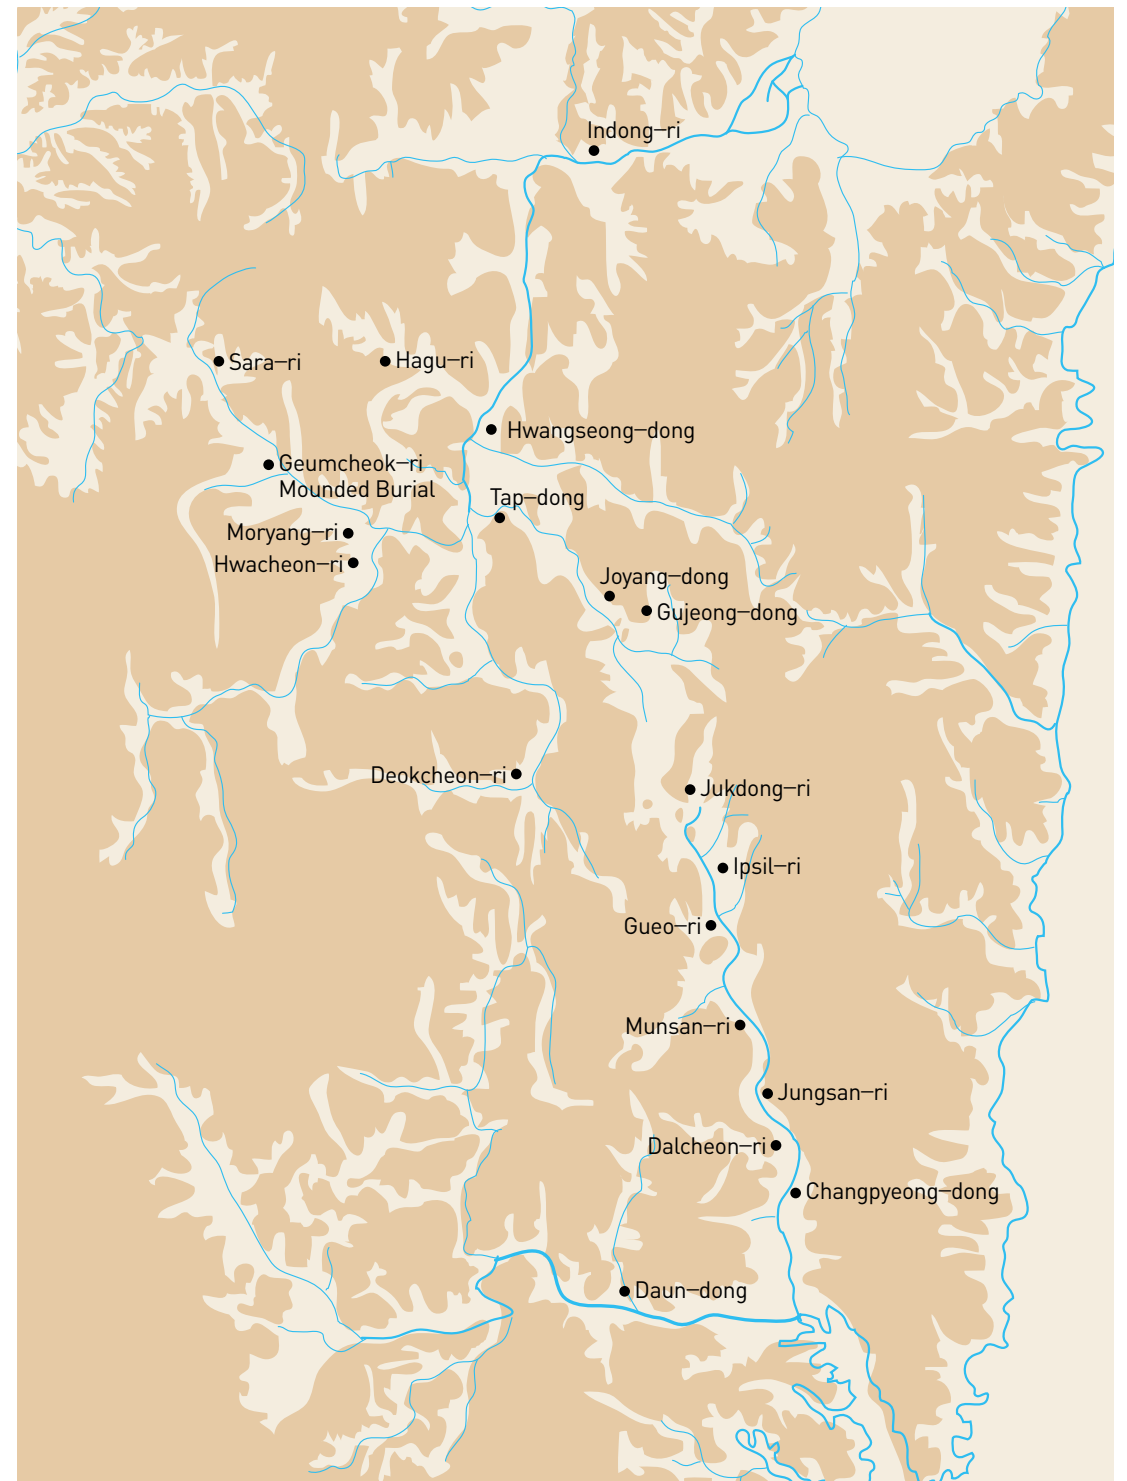 Indong–ri
Sara–ri
Hagu–ri
Hwangseong–dong
Geumcheok–ri
Mounded Burial
Tap–dong
Moryang–ri
Hwacheon–ri
Joyang–dong
Gujeong–dong
Deokcheon–ri
Jukdong–ri
Ipsil–ri
Gueo–ri
Munsan–ri
Jungsan–ri
Dalcheon–ri
Changpyeong–dong
Daun–dong